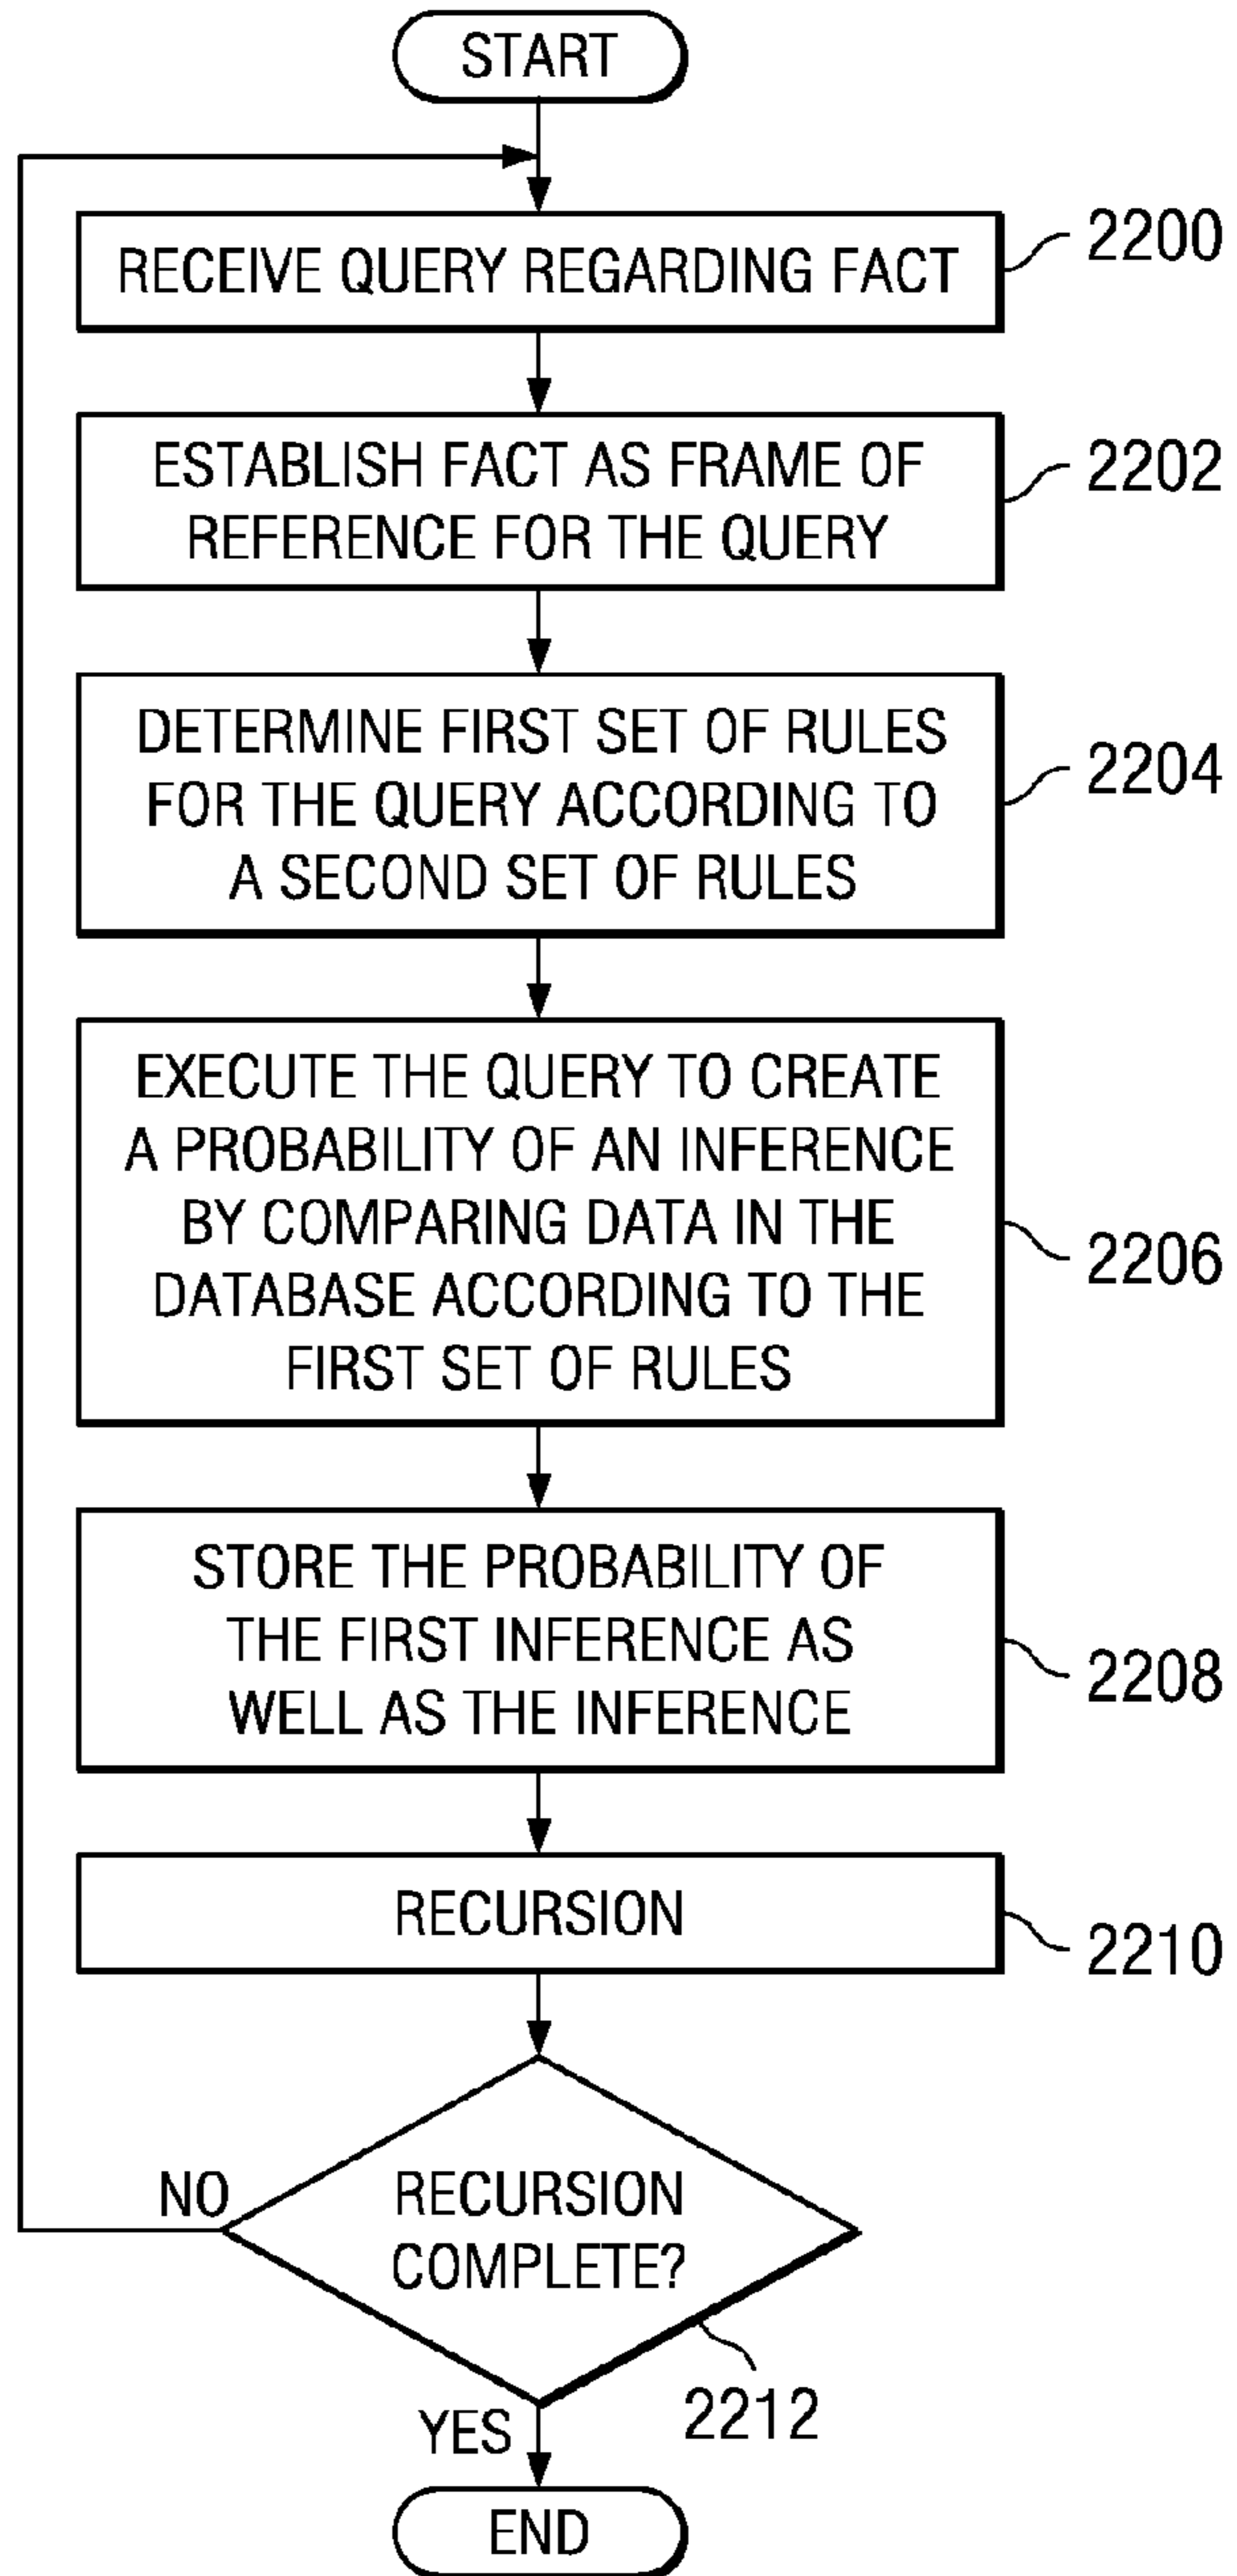 START
RECEIVE QUERY REGARDING FACT
2200
ESTABLISH FACT AS FRAME OF
REFERENCE FOR THE QUERY
2202
DETERMINE FIRST SET OF RULES
FOR THE QUERY ACCORDING TO
A SECOND SET OF RULES
2204
EXECUTE THE QUERY TO CREATE
A PROBABILITY OF AN INFERENCE
BY COMPARING DATA IN THE
DATABASE ACCORDING TO THE
FIRST SET OF RULES
2206
STORE THE PROBABILITY OF
THE FIRST INFERENCE AS
WELL AS THE INFERENCE
2208
RECURSION
2210
NO
RECURSION
COMPLETE?
2212
YES
END